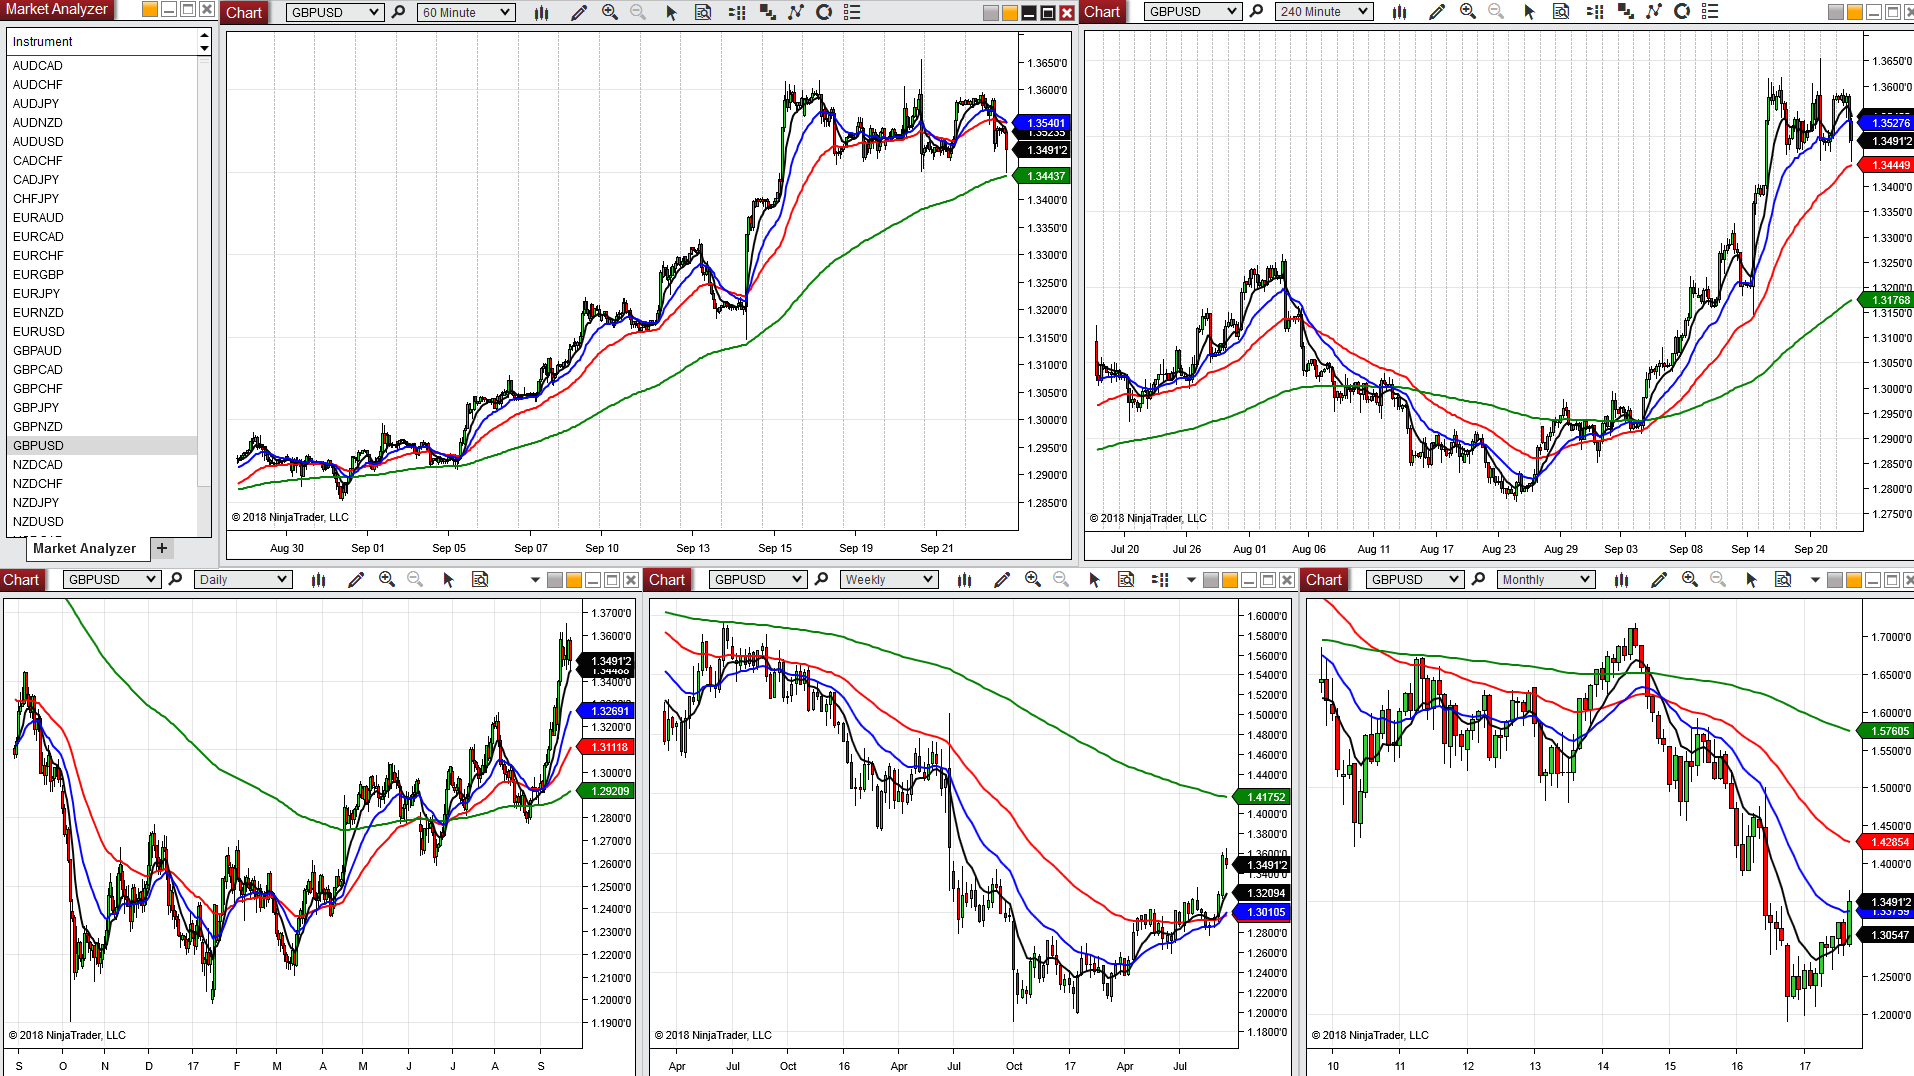 Market Analyzer
Instrument
AUDCAD
AUDCHF
AUDJPY
AUDNZD
AUDUSD
CADCHF
CADJPY
CHFJPY
EURAUD
EURCAD
EURCHF
EURGBP
EURJPY
EURNZD
EURUSD
GBPAUD
GBPCAD
GBPCHF
GBPJPY
GBPNZD
GBPUSD
NZDCAD
NZDCHF
NZDJPY
NZDUSD
Market Analyzer +
Chart GBPUSD 60 Minute
1.3650'0
1.3600'0
1.35401
1.3491'2
1.34437
1.3400'0
1.3350'0
1.3300'0
1.3250'0
1.3200'0
1.3150'0
1.3100'0
1.3050'0
1.3000'0
1.2950'0
1.2900'0
1.2850'0
© 2018 NinjaTrader, LLC
Aug 30 Sep 01 Sep 05 Sep 07 Sep 10 Sep 13 Sep 15 Sep 19 Sep 21
Chart GBPUSD 240 Minute
1.3650'0
1.3600'0
1.35276
1.3491'2
1.34449
1.3400'0
1.3350'0
1.3300'0
1.3250'0
1.3200'0
1.31768
1.3150'0
1.3100'0
1.3050'0
1.3000'0
1.2950'0
1.2900'0
1.2850'0
1.2800'0
1.2750'0
© 2018 NinjaTrader, LLC
Jul 20 Jul 26 Aug 01 Aug 06 Aug 11 Aug 17 Aug 23 Aug 29 Sep 03 Sep 08 Sep 14 Sep 20
Chart GBPUSD Daily
1.3700'0
1.3600'0
1.3491'2
1.3400'0
1.32691
1.3200'0
1.31118
1.3000'0
1.29209
1.2800'0
1.2700'0
1.2600'0
1.2500'0
1.2400'0
1.2300'0
1.2200'0
1.2100'0
1.2000'0
1.1900'0
© 2018 NinjaTrader, LLC
S O N D 17 F M A M J J A S
Chart GBPUSD Weekly
1.6000'0
1.5800'0
1.5600'0
1.5400'0
1.5200'0
1.5000'0
1.4800'0
1.4600'0
1.4400'0
1.41752
1.4000'0
1.3800'0
1.3600'0
1.3491'2
1.3400'0
1.32094
1.30105
1.2800'0
1.2600'0
1.2400'0
1.2200'0
1.2000'0
1.1800'0
© 2018 NinjaTrader, LLC
Apr Jul Oct 16 Apr Jul Oct 17 Apr Jul
Chart GBPUSD Monthly
1.7000'0
1.6500'0
1.6000'0
1.57605
1.5500'0
1.5000'0
1.4500'0
1.42854
1.4000'0
1.3491'2
1.33759
1.30547
1.2500'0
1.2000'0
© 2018 NinjaTrader, LLC
10 11 12 13 14 15 16 17